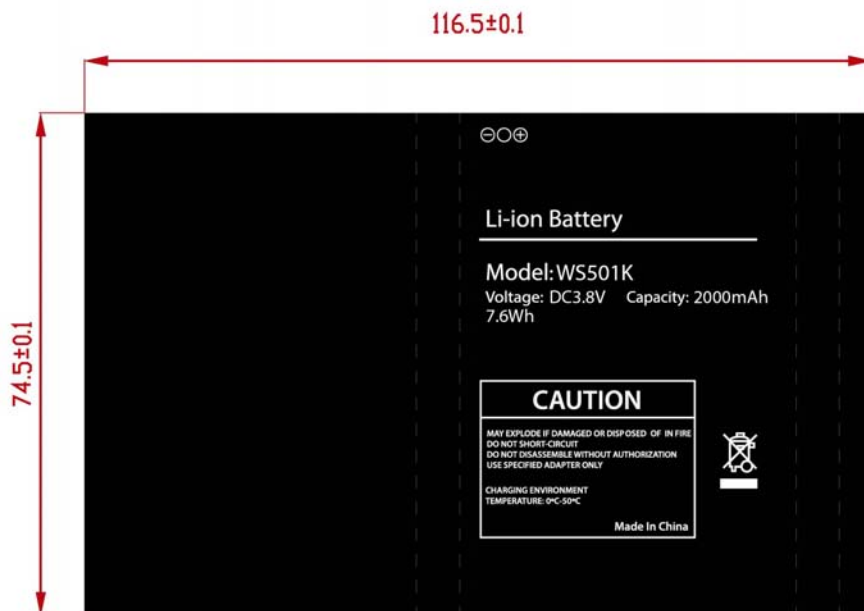 116.5±0.1
74.5±0.1
⊖○⊕
Li-ion Battery
Model: WS501K
Voltage: DC3.8V Capacity: 2000mAh
7.6Wh
CAUTION
MAY EXPLODE IF DAMAGED OR DISPOSED OF IN FIRE
DO NOT SHORT-CIRCUIT
DO NOT DISASSEMBLE WITHOUT AUTHORIZATION
USE SPECIFIED ADAPTER ONLY
CHARGING ENVIRONMENT
TEMPERATURE: 0°C-50°C
Made In China